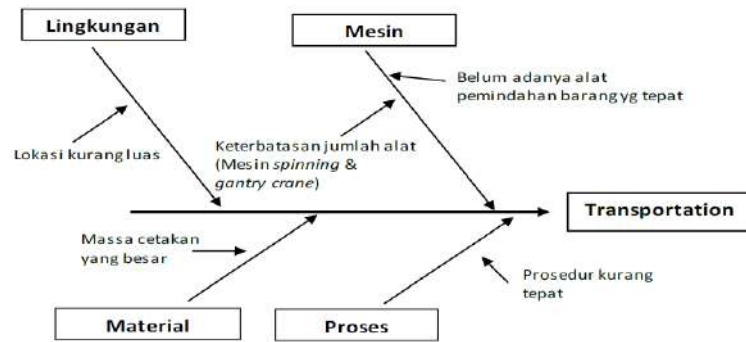 Lingkungan
Mesin
Belum adanya alat
pemindahan barang yg tepat
Lokasi kurang luas
Keterbatasan jumlah alat
(Mesin spinning &
gantry crane)
Transportation
Massa cetakan
yang besar
Prosedur kurang
tepat
Material
Proses